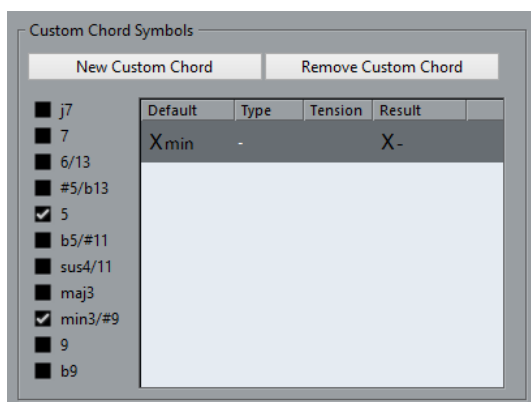 Custom Chord Symbols
New Custom Chord Remove Custom Chord
j7
7
6/13
#5/b13
5
b5/#11
sus4/11
maj3
min3/#9
9
b9
Default Type Tension Result
Xmin - X-